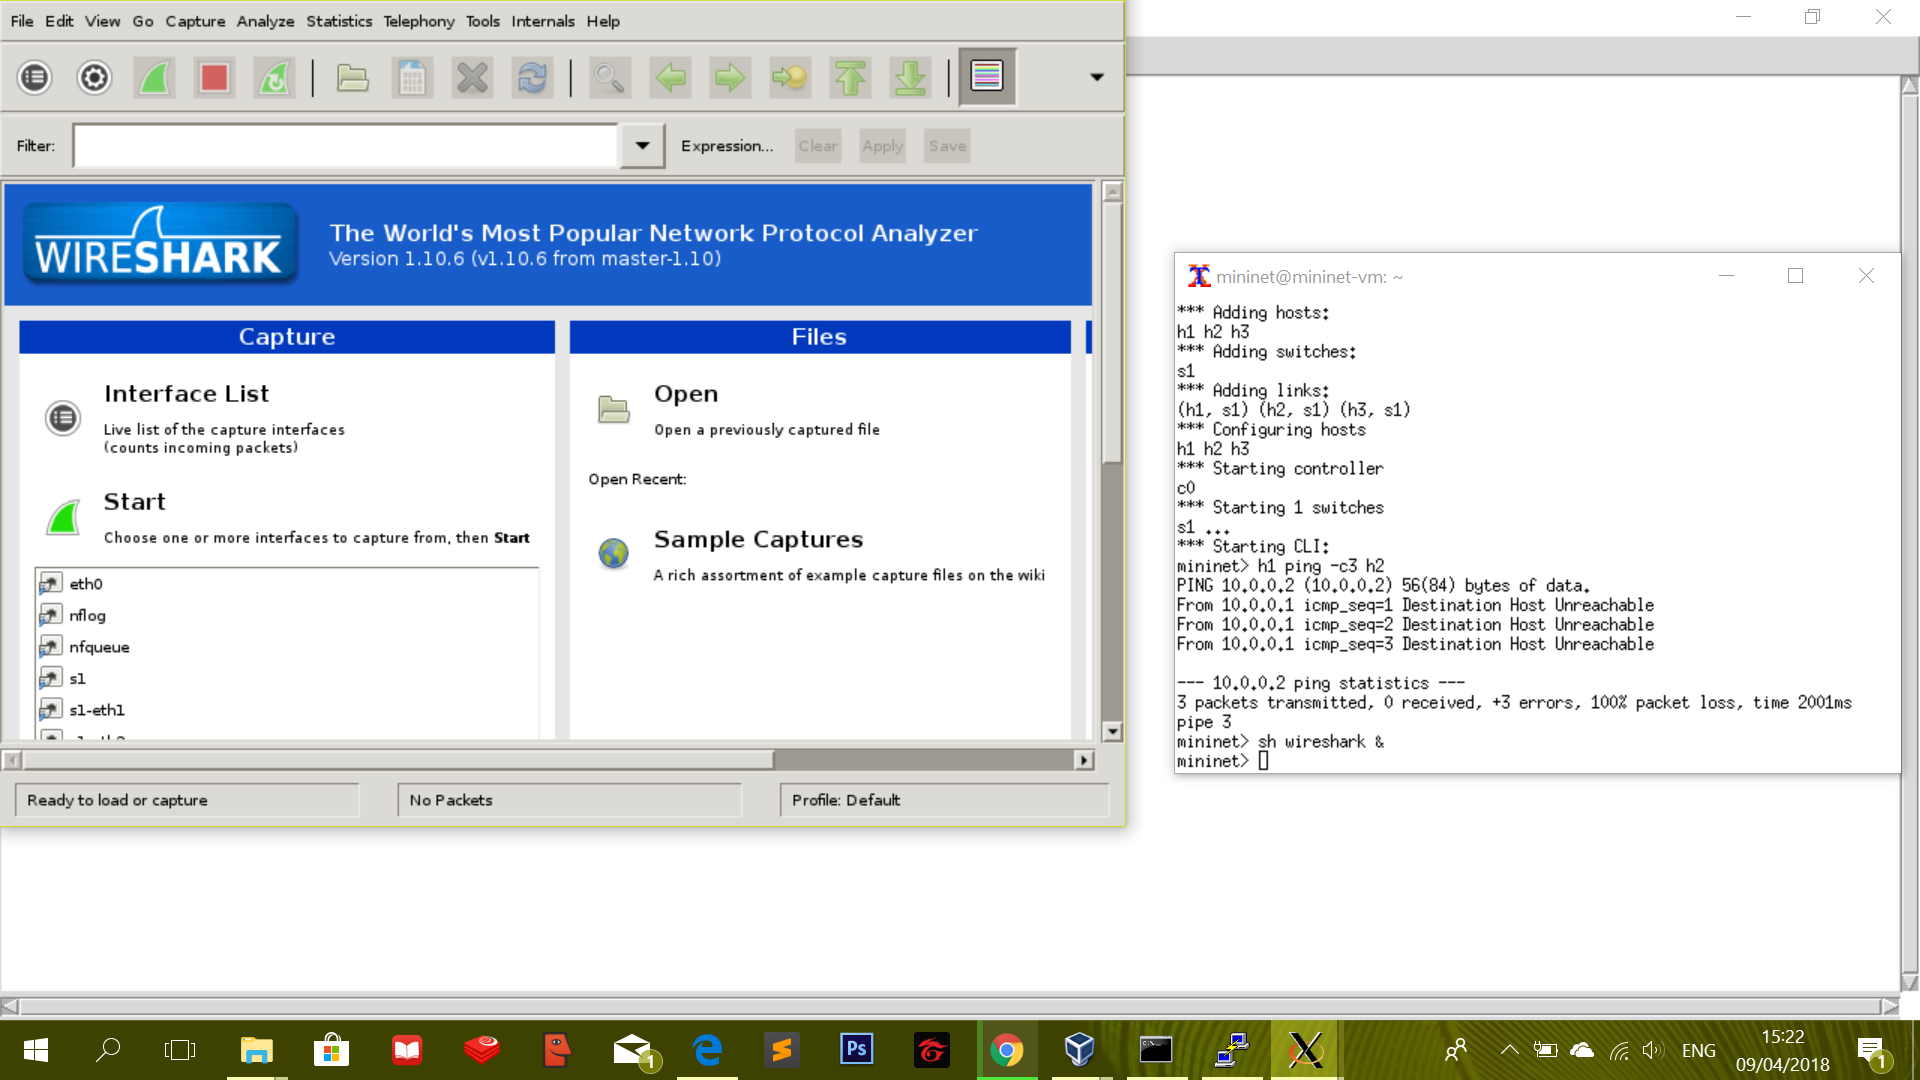 File Edit View Go Capture Analyze Statistics Telephony Tools Internals Help
Filter: Expression... Clear Apply Save
WIRESHARK
The World's Most Popular Network Protocol Analyzer
Version 1.10.6 (v1.10.6 from master-1.10)
Capture
Interface List
Live list of the capture interfaces
(counts incoming packets)
Start
Choose one or more interfaces to capture from, then Start
eth0
nflog
nfqueue
s1
s1-eth1
Files
Open
Open a previously captured file
Open Recent:
Sample Captures
A rich assortment of example capture files on the wiki
Ready to load or capture
No Packets
Profile: Default
mininet@mininet-vm: ~
*** Adding hosts:
h1 h2 h3
*** Adding switches:
s1
*** Adding links:
(h1, s1) (h2, s1) (h3, s1)
*** Configuring hosts
h1 h2 h3
*** Starting controller
c0
*** Starting 1 switches
s1 ...
*** Starting CLI:
mininet> h1 ping -c3 h2
PING 10.0.0.2 (10.0.0.2) 56(84) bytes of data.
From 10.0.0.1 icmp_seq=1 Destination Host Unreachable
From 10.0.0.1 icmp_seq=2 Destination Host Unreachable
From 10.0.0.1 icmp_seq=3 Destination Host Unreachable
--- 10.0.0.2 ping statistics ---
3 packets transmitted, 0 received, +3 errors, 100% packet loss, time 2001ms
pipe 3
mininet> sh wireshark &
mininet>
1
Ps
ENG
15:22
09/04/2018
1